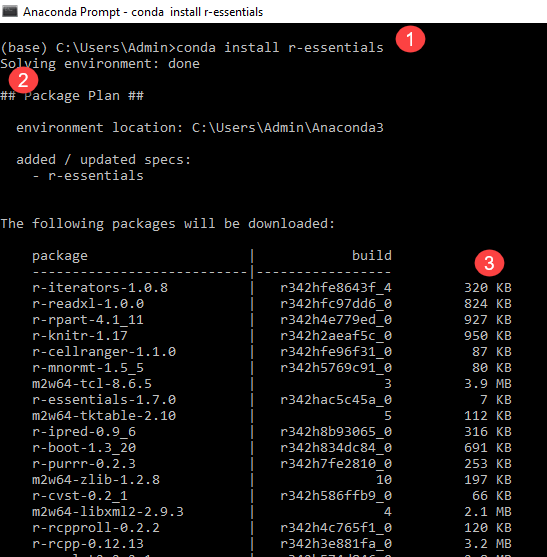 Anaconda Prompt - conda  install r-essentials
(base) C:\Users\Admin>conda install r-essentials
1
Solving environment: done
2
## Package Plan ##
environment location: C:\Users\Admin\Anaconda3
added / updated specs:
- r-essentials
The following packages will be downloaded:
package | build
3
---------------------------|-----------------
r-iterators-1.0.8 | r342hfe8643f_4 320 KB
r-readxl-1.0.0 | r342hfc97dd6_0 824 KB
r-rpart-4.1_11 | r342h4e779ed_0 927 KB
r-knitr-1.17 | r342h2aeaf5c_0 950 KB
r-cellranger-1.1.0 | r342hfe96f31_0 87 KB
r-mnormt-1.5_5 | r342h5769c91_0 80 KB
m2w64-tcl-8.6.5 | 3 3.9 MB
r-essentials-1.7.0 | r342hac5c45a_0 7 KB
m2w64-tktable-2.10 | 5 112 KB
r-ipred-0.9_6 | r342h8b93065_0 316 KB
r-boot-1.3_20 | r342h834dc84_0 691 KB
r-purrr-0.2.3 | r342h7fe2810_0 253 KB
m2w64-zlib-1.2.8 | 10 197 KB
r-cvst-0.2_1 | r342h586ffb9_0 66 KB
m2w64-libxml2-2.9.3 | 4 2.1 MB
r-rcpproll-0.2.2 | r342h4c765f1_0 120 KB
r-rcpp-0.12.13 | r342h3e881fa_0 3.2 MB